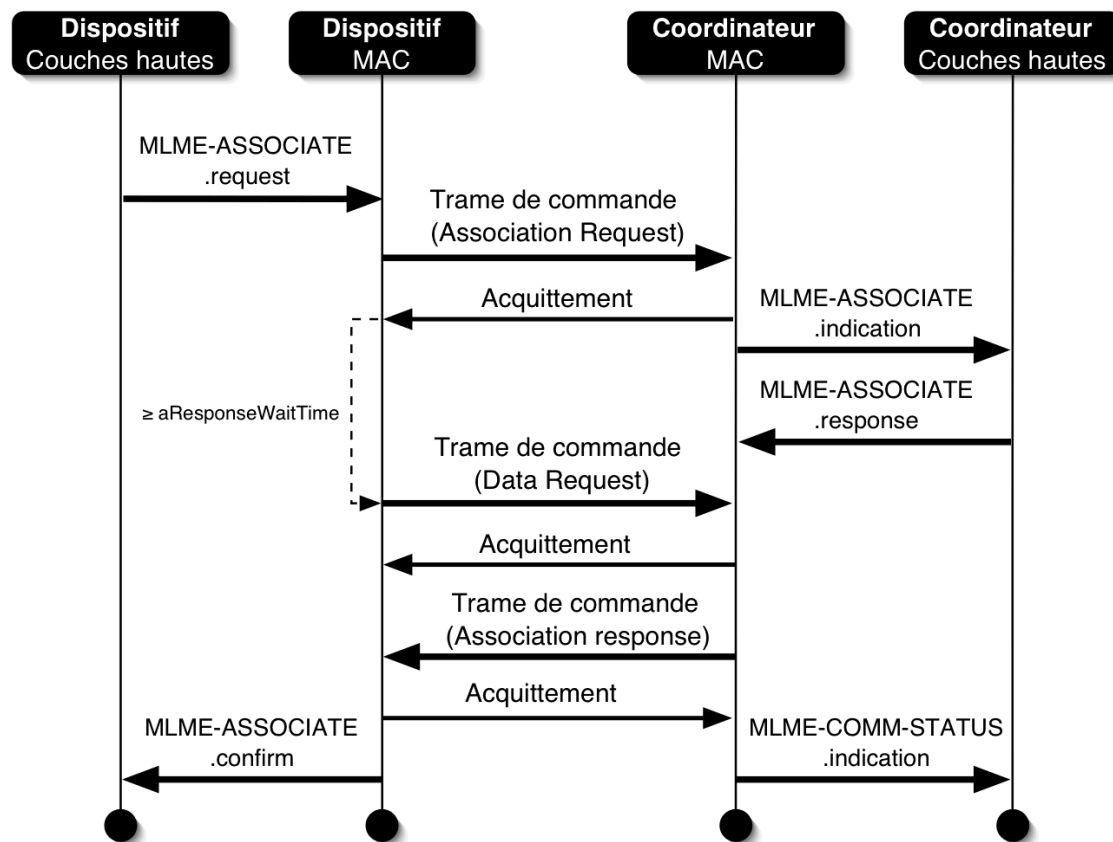 Dispositif
Couches hautes
Dispositif
MAC
Coordinateur
MAC
Coordinateur
Couches hautes
MLME-ASSOCIATE
.request
Trame de commande
(Association Request)
Acquittement
MLME-ASSOCIATE
.indication
MLME-ASSOCIATE
.response
≥ aResponseWaitTime
Trame de commande
(Data Request)
Acquittement
Trame de commande
(Association response)
Acquittement
MLME-ASSOCIATE
.confirm
MLME-COMM-STATUS
.indication